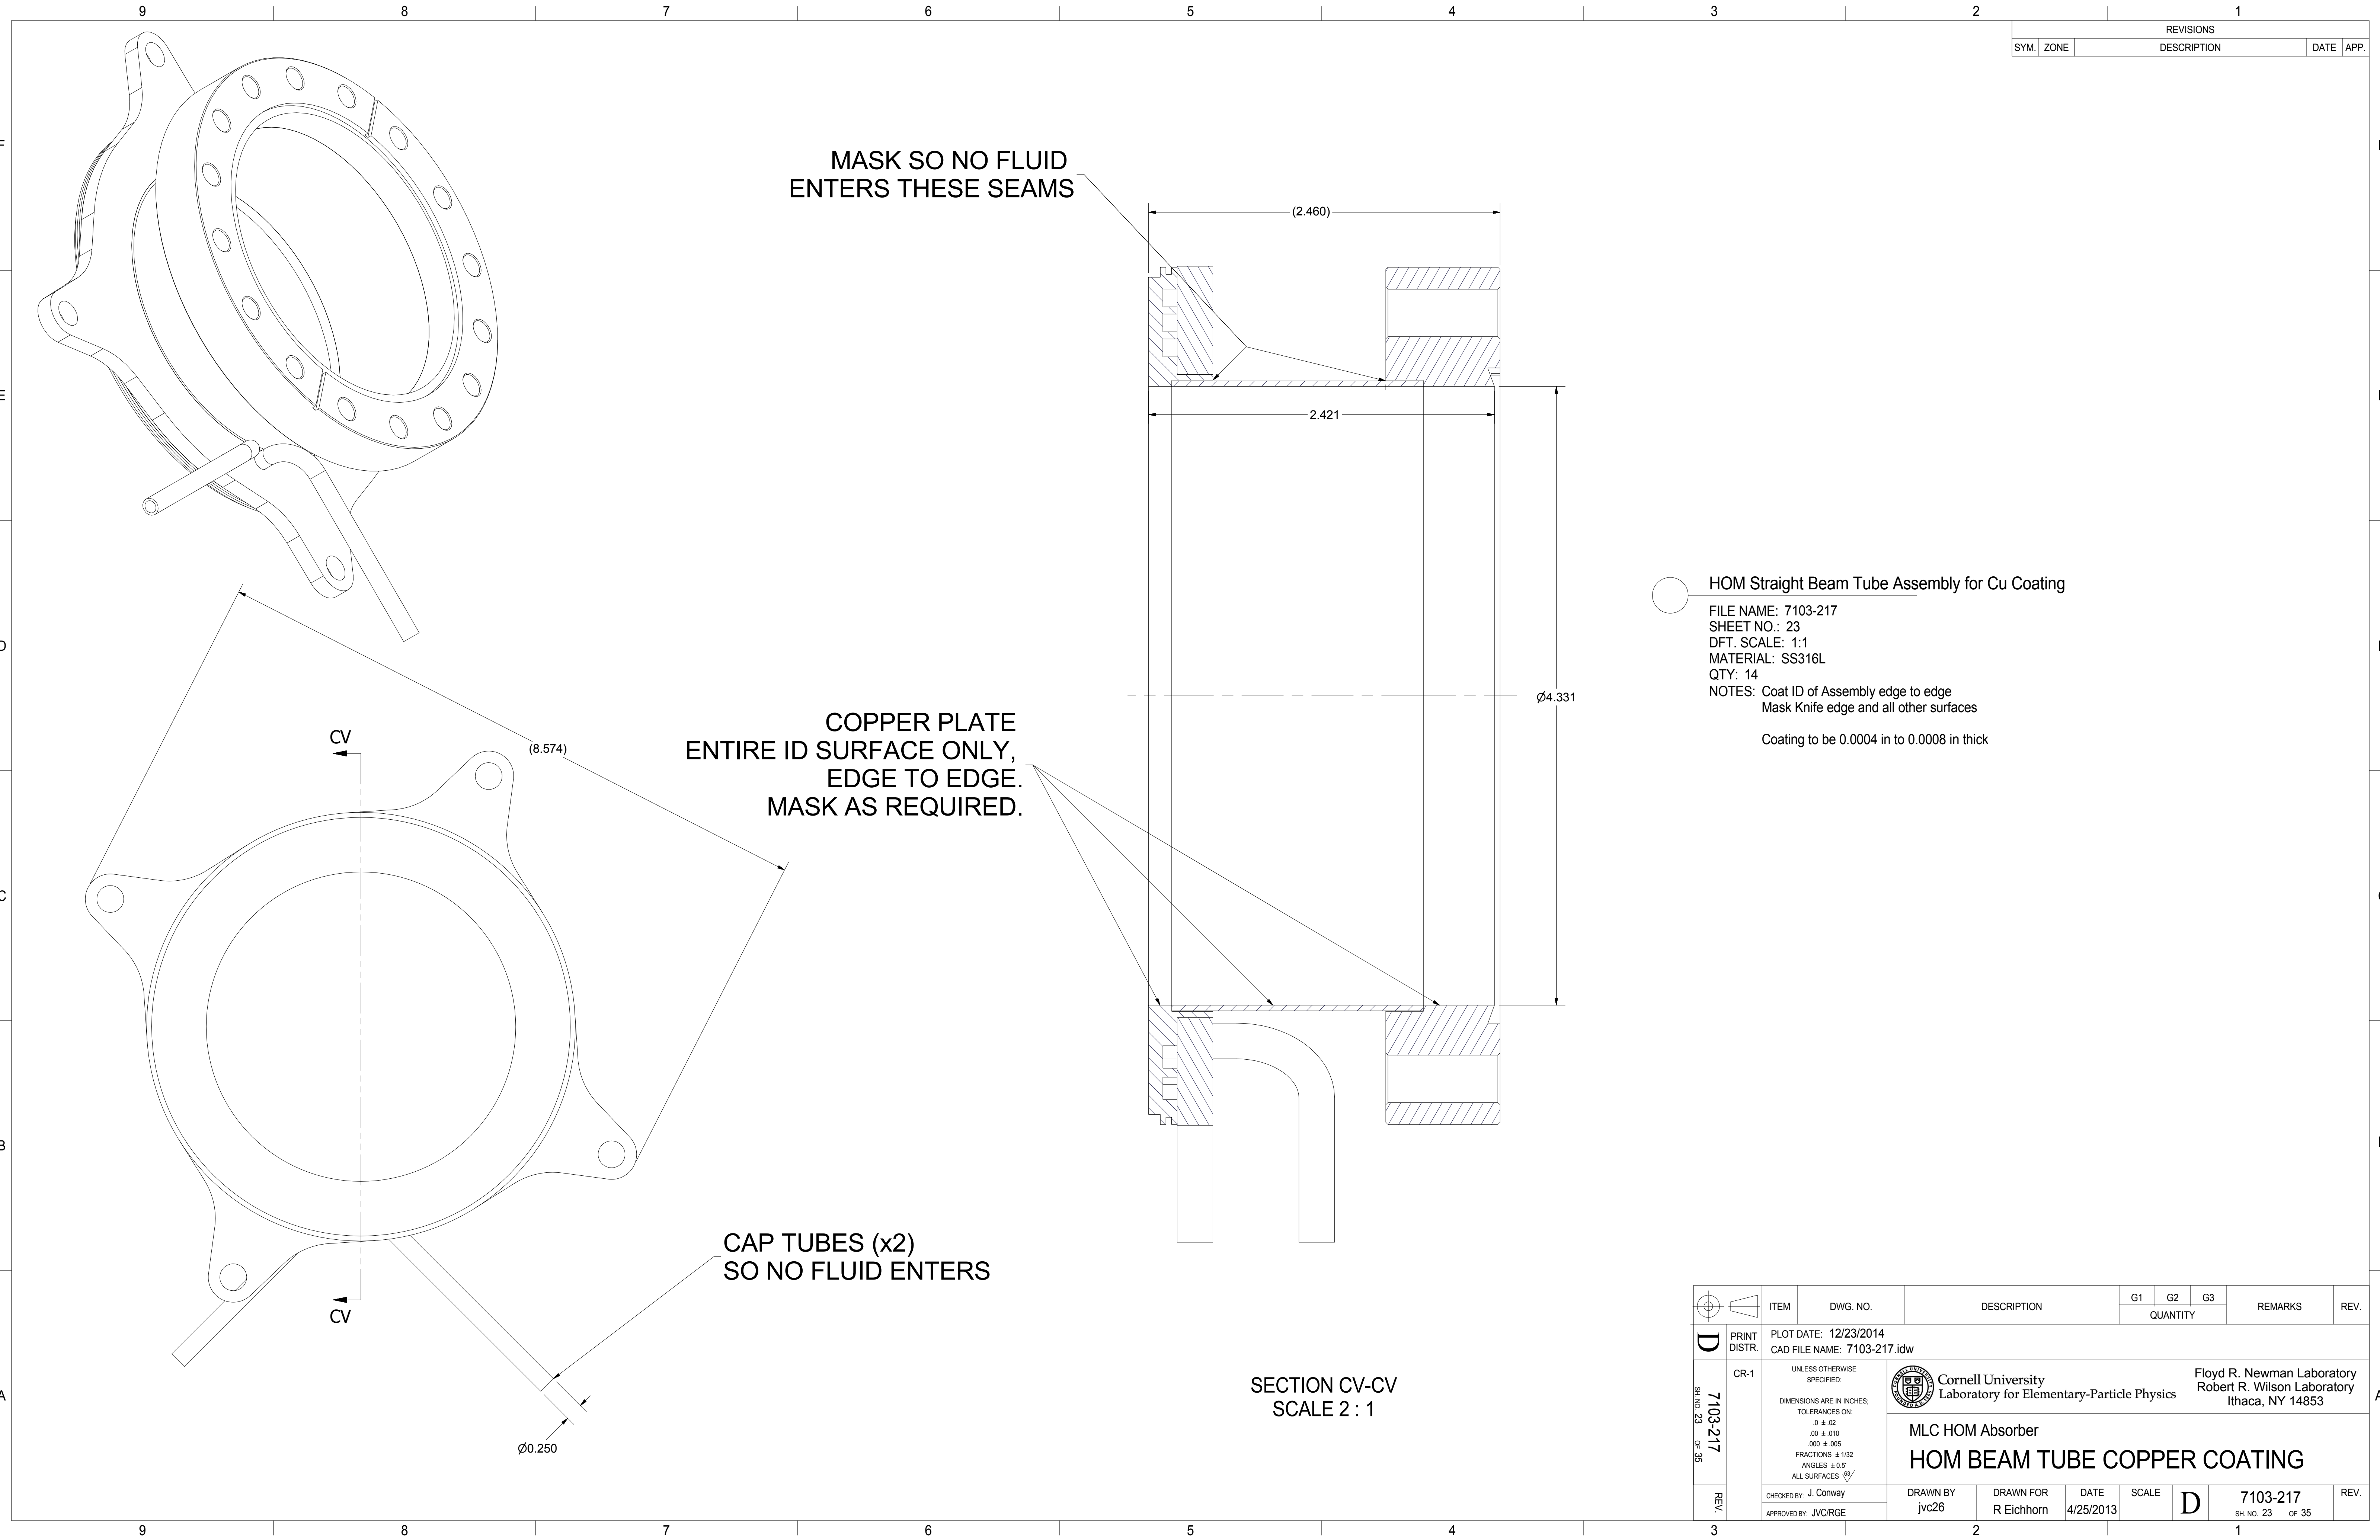 9 8 7 6 5 4 3 2 1
REVISIONS
SYM. ZONE DESCRIPTION DATE APP.
MASK SO NO FLUID
ENTERS THESE SEAMS
(2.460)
2.421
Ø4.331
HOM Straight Beam Tube Assembly for Cu Coating
FILE NAME: 7103-217
SHEET NO.: 23
DFT. SCALE: 1:1
MATERIAL: SS316L
QTY: 14
NOTES: Coat ID of Assembly edge to edge
Mask Knife edge and all other surfaces
Coating to be 0.0004 in to 0.0008 in thick
COPPER PLATE
ENTIRE ID SURFACE ONLY,
EDGE TO EDGE.
MASK AS REQUIRED.
CV
(8.574)
CV
CAP TUBES (x2)
SO NO FLUID ENTERS
Ø0.250
SECTION CV-CV
SCALE 2 : 1
ITEM DWG. NO. DESCRIPTION G1 G2 G3 REMARKS REV.
QUANTITY
D PRINT DISTR. PLOT DATE: 12/23/2014
CAD FILE NAME: 7103-217.idw
CR-1
UNLESS OTHERWISE
SPECIFIED:
DIMENSIONS ARE IN INCHES;
TOLERANCES ON:
.0 ± .02
.00 ± .010
.000 ± .005
FRACTIONS ± 1/32
ANGLES ± 0.5°
ALL SURFACES 63
7103-217
SH. NO. 23 OF 35
REV.
Cornell University
Laboratory for Elementary-Particle Physics
Floyd R. Newman Laboratory
Robert R. Wilson Laboratory
Ithaca, NY 14853
MLC HOM Absorber
HOM BEAM TUBE COPPER COATING
CHECKED BY: J. Conway
APPROVED BY: JVC/RGE
DRAWN BY
jvc26
DRAWN FOR
R Eichhorn
DATE
4/25/2013
SCALE
D
7103-217
SH. NO. 23 OF 35
REV.
9 8 7 6 5 4 3 2 1